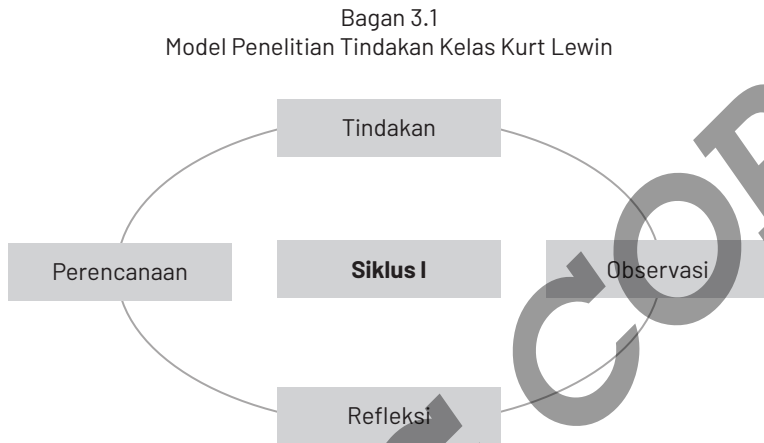 Bagan 3.1
Model Penelitian Tindakan Kelas Kurt Lewin
Tindakan
Perencanaan
Siklus I
Observasi
Refleksi